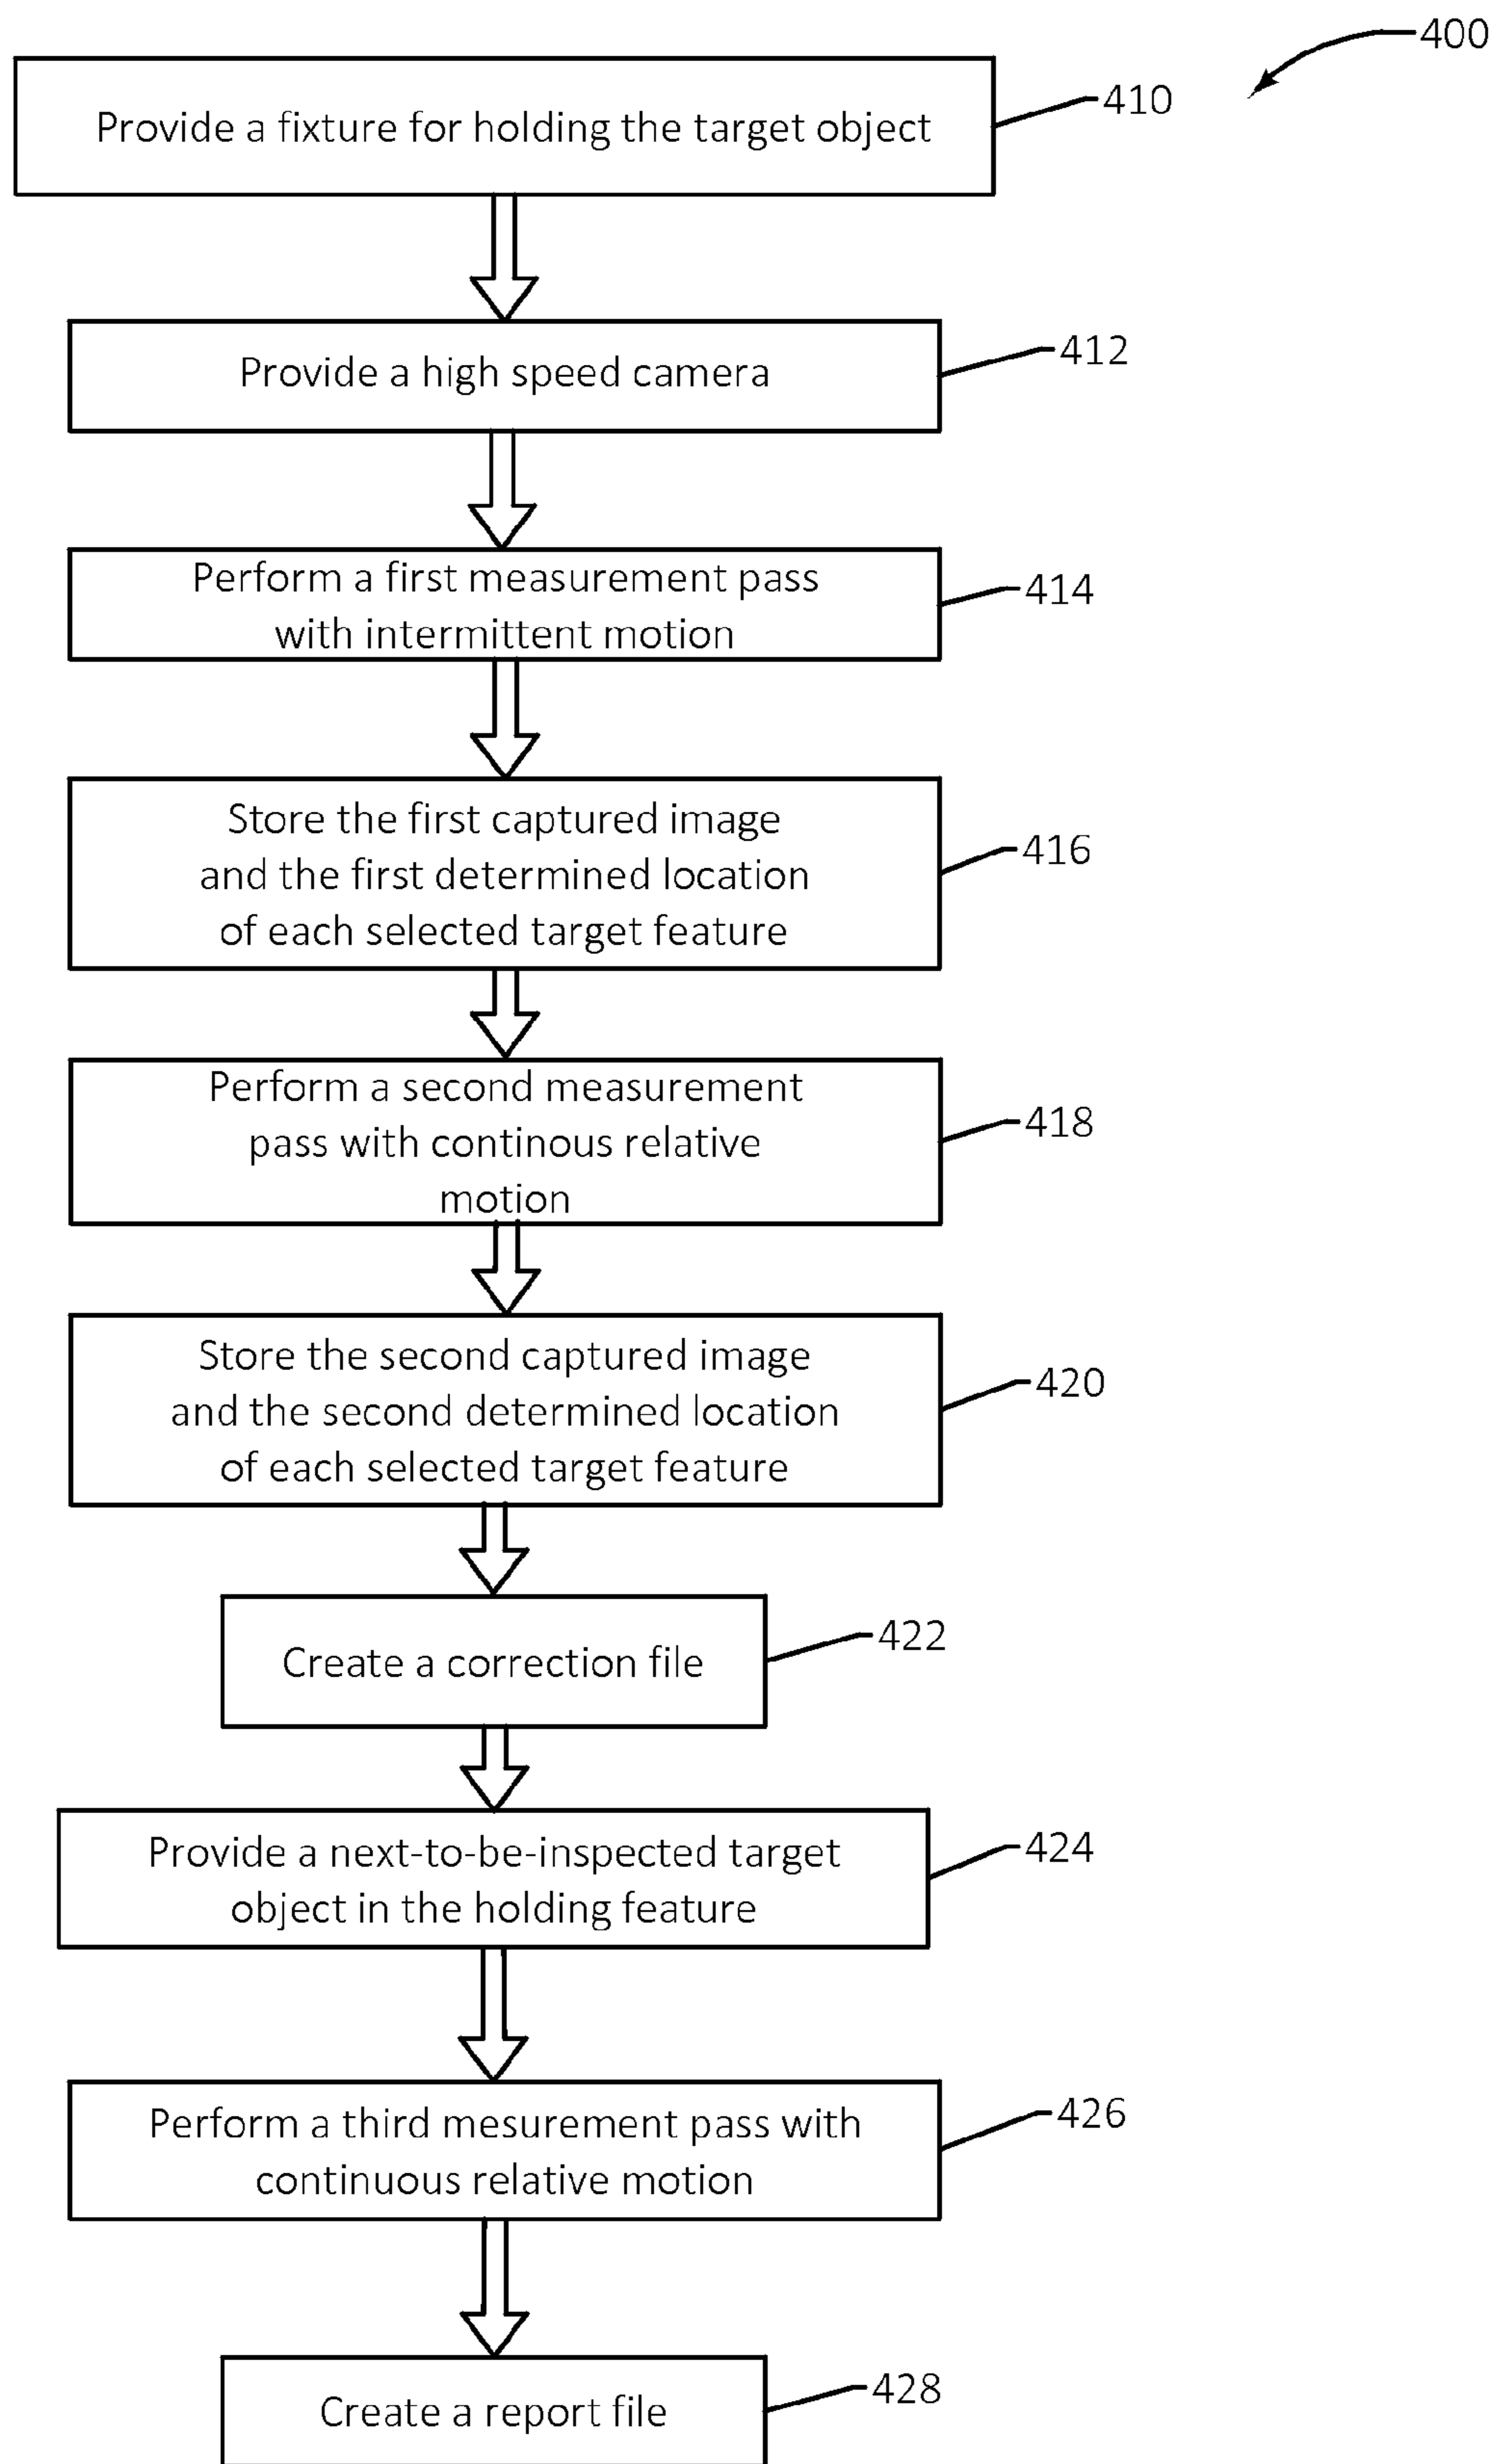 400
Provide a fixture for holding the target object
410
Provide a high speed camera
412
Perform a first measurement pass
with intermittent motion
414
Store the first captured image
and the first determined location
of each selected target feature
416
Perform a second measurement
pass with continous relative
motion
418
Store the second captured image
and the second determined location
of each selected target feature
420
Create a correction file
422
Provide a next-to-be-inspected target
object in the holding feature
424
Perform a third mesurement pass with
continuous relative motion
426
Create a report file
428